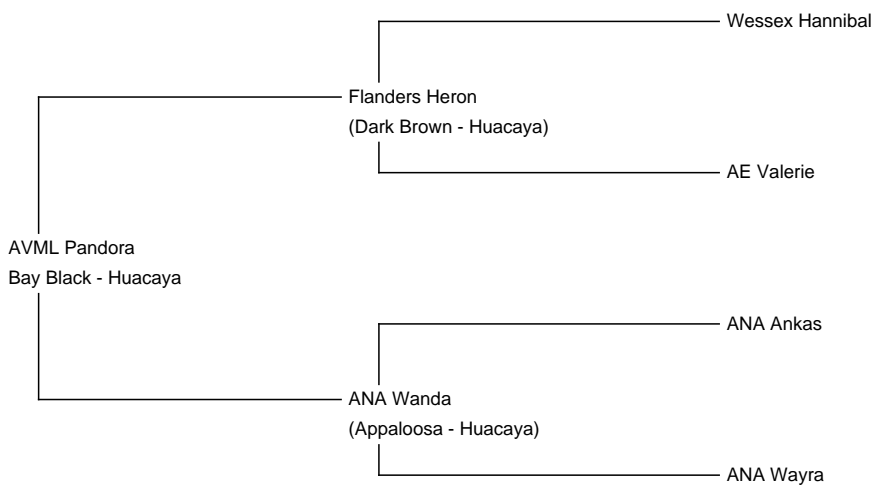 Wessex Hannibal
Flanders Heron
(Dark Brown - Huacaya)
AE Valerie
AVML Pandora
Bay Black - Huacaya
ANA Ankas
ANA Wanda
(Appaloosa - Huacaya)
ANA Wayra